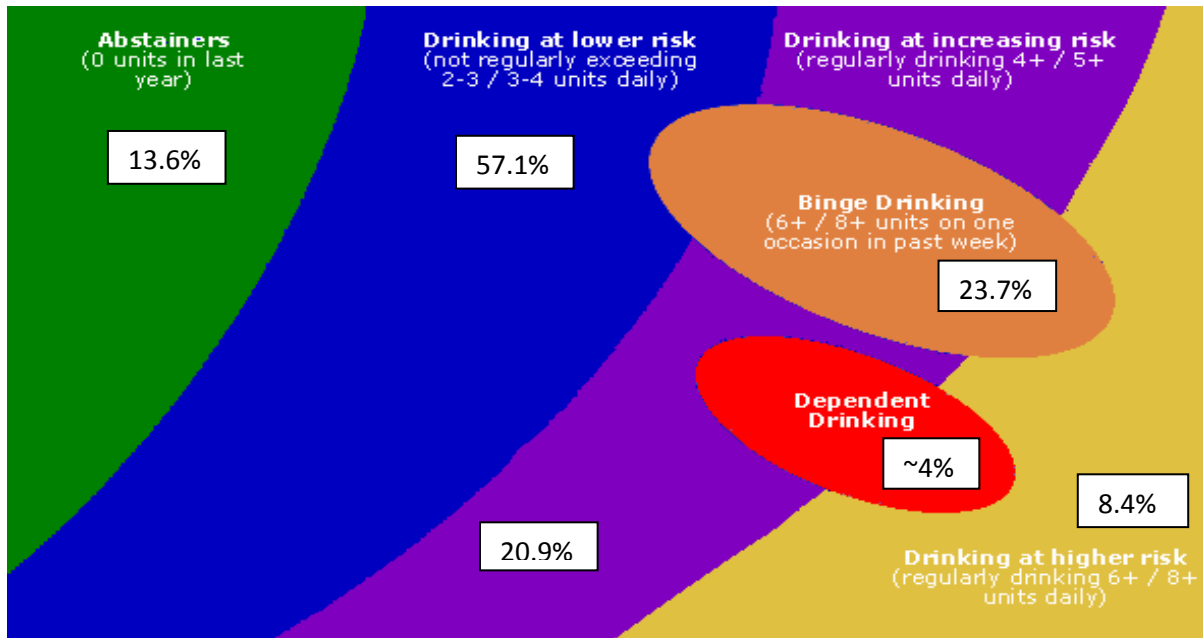 Abstainers
(0 units in last
year)
13.6%
Drinking at lower risk
(not regularly exceeding
2-3 / 3-4 units daily)
57.1%
Drinking at increasing risk
(regularly drinking 4+ / 5+
units daily)
Binge Drinking
(6+ / 8+ units on one
occasion in past week)
23.7%
Dependent
Drinking
~4%
20.9%
8.4%
Drinking at higher risk
(regularly drinking 6+ / 8+
units daily)